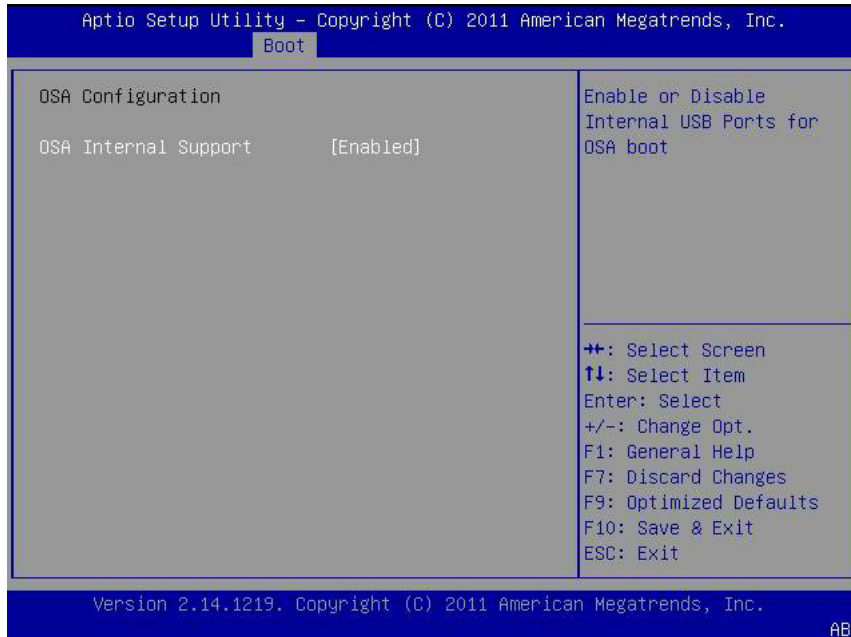 Aptio Setup Utility – Copyright (C) 2011 American Megatrends, Inc.
Boot
OSA Configuration
OSA Internal Support [Enabled]
Enable or Disable
Internal USB Ports for
OSA boot
→←: Select Screen
↑↓: Select Item
Enter: Select
+/-: Change Opt.
F1: General Help
F7: Discard Changes
F9: Optimized Defaults
F10: Save & Exit
ESC: Exit
Version 2.14.1219. Copyright (C) 2011 American Megatrends, Inc.
AB